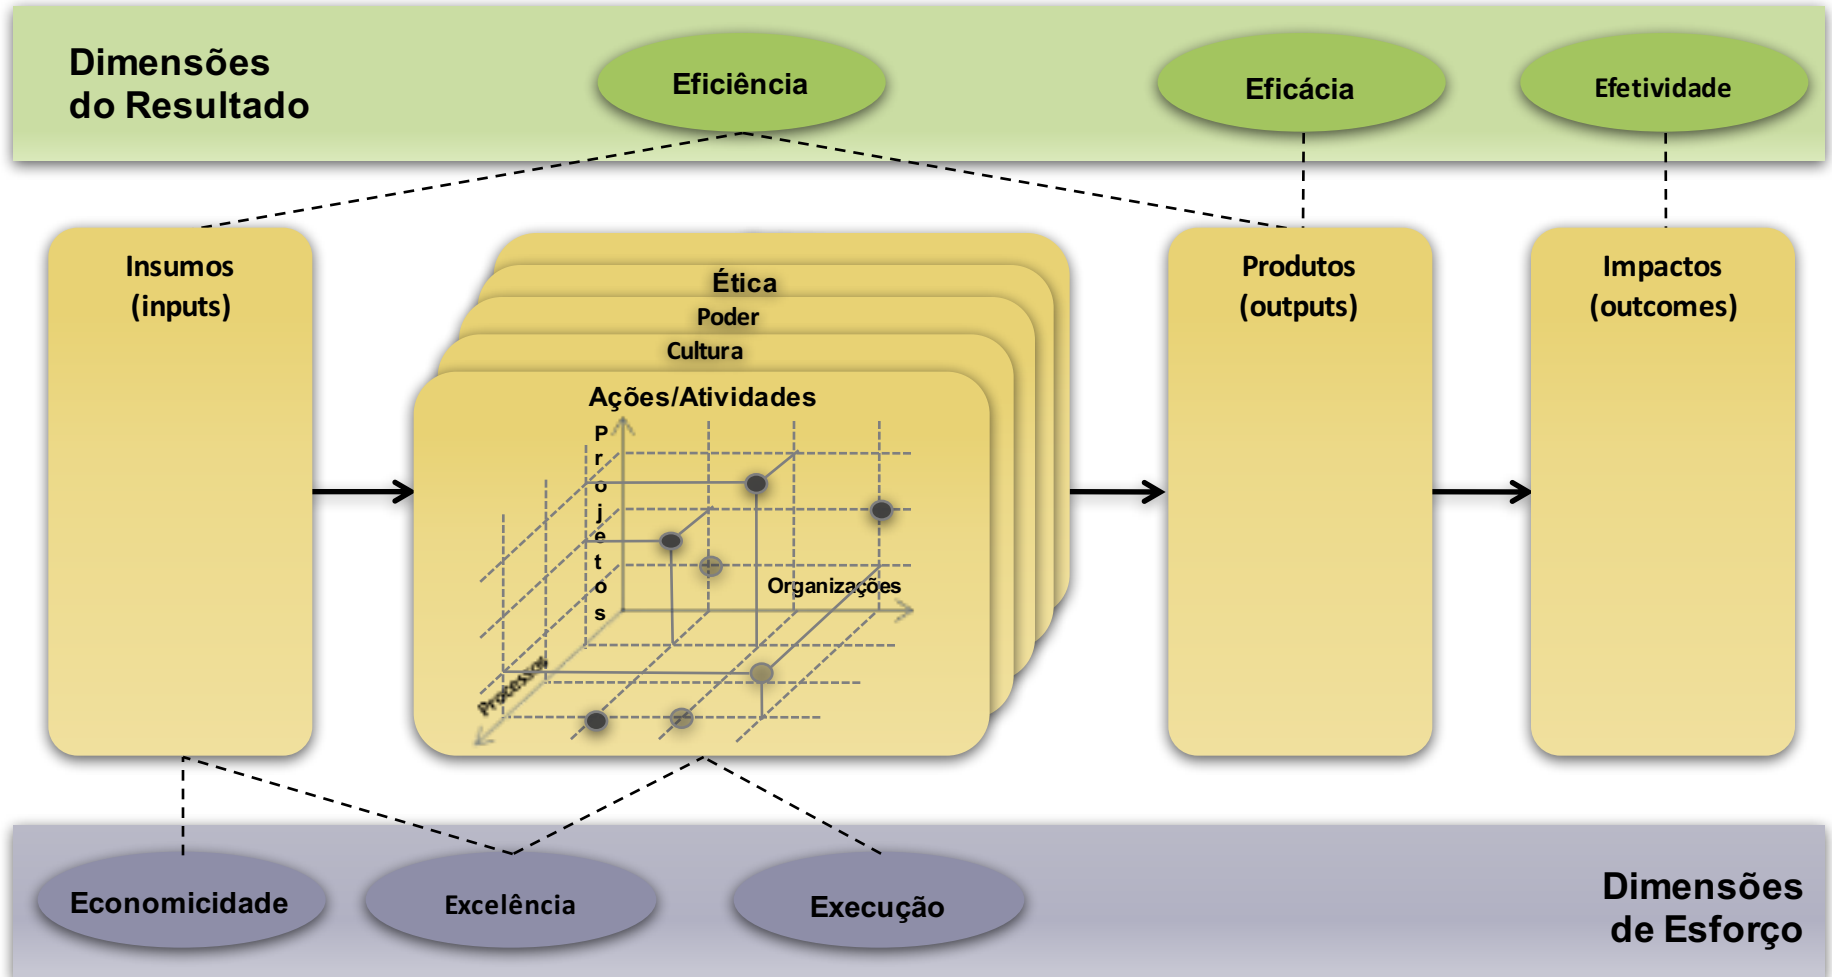 Dimensões
do Resultado
Eficiência
Eficácia
Efetividade
Insumos
(inputs)
Ética
Poder
Cultura
Ações/Atividades
Projetos
Organizações
Processos
Produtos
(outputs)
Impactos
(outcomes)
Economicidade
Excelência
Execução
Dimensões
de Esforço